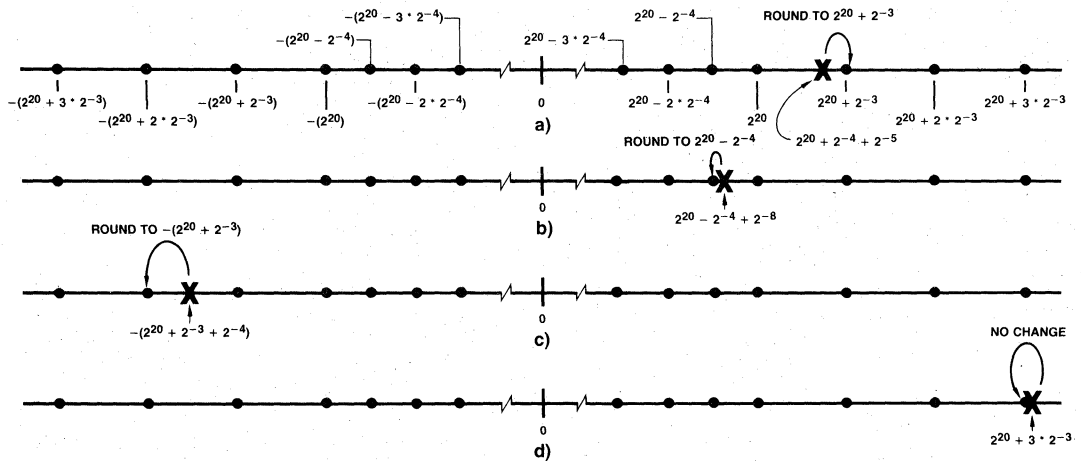 -(2²⁰ - 3 * 2⁻⁴)
2²⁰ - 2⁻⁴
ROUND TO 2²⁰ + 2⁻³
-(2²⁰ - 2⁻⁴)
2²⁰ - 3 * 2⁻⁴
-(2²⁰ + 3 * 2⁻³)
-(2²⁰ + 2⁻³)
-(2²⁰ - 2 * 2⁻⁴)
0
2²⁰ - 2 * 2⁻⁴
2²⁰ + 2⁻³
2²⁰ + 3 * 2⁻³
-(2²⁰ + 2 * 2⁻³)
-(2²⁰)
2²⁰
2²⁰ + 2 * 2⁻³
a)
2²⁰ + 2⁻⁴ + 2⁻⁵
ROUND TO 2²⁰ - 2⁻⁴
0
2²⁰ - 2⁻⁴ + 2⁻⁸
b)
ROUND TO -(2²⁰ + 2⁻³)
0
-(2²⁰ + 2⁻³ + 2⁻⁴)
c)
NO CHANGE
0
2²⁰ + 3 * 2⁻³
d)